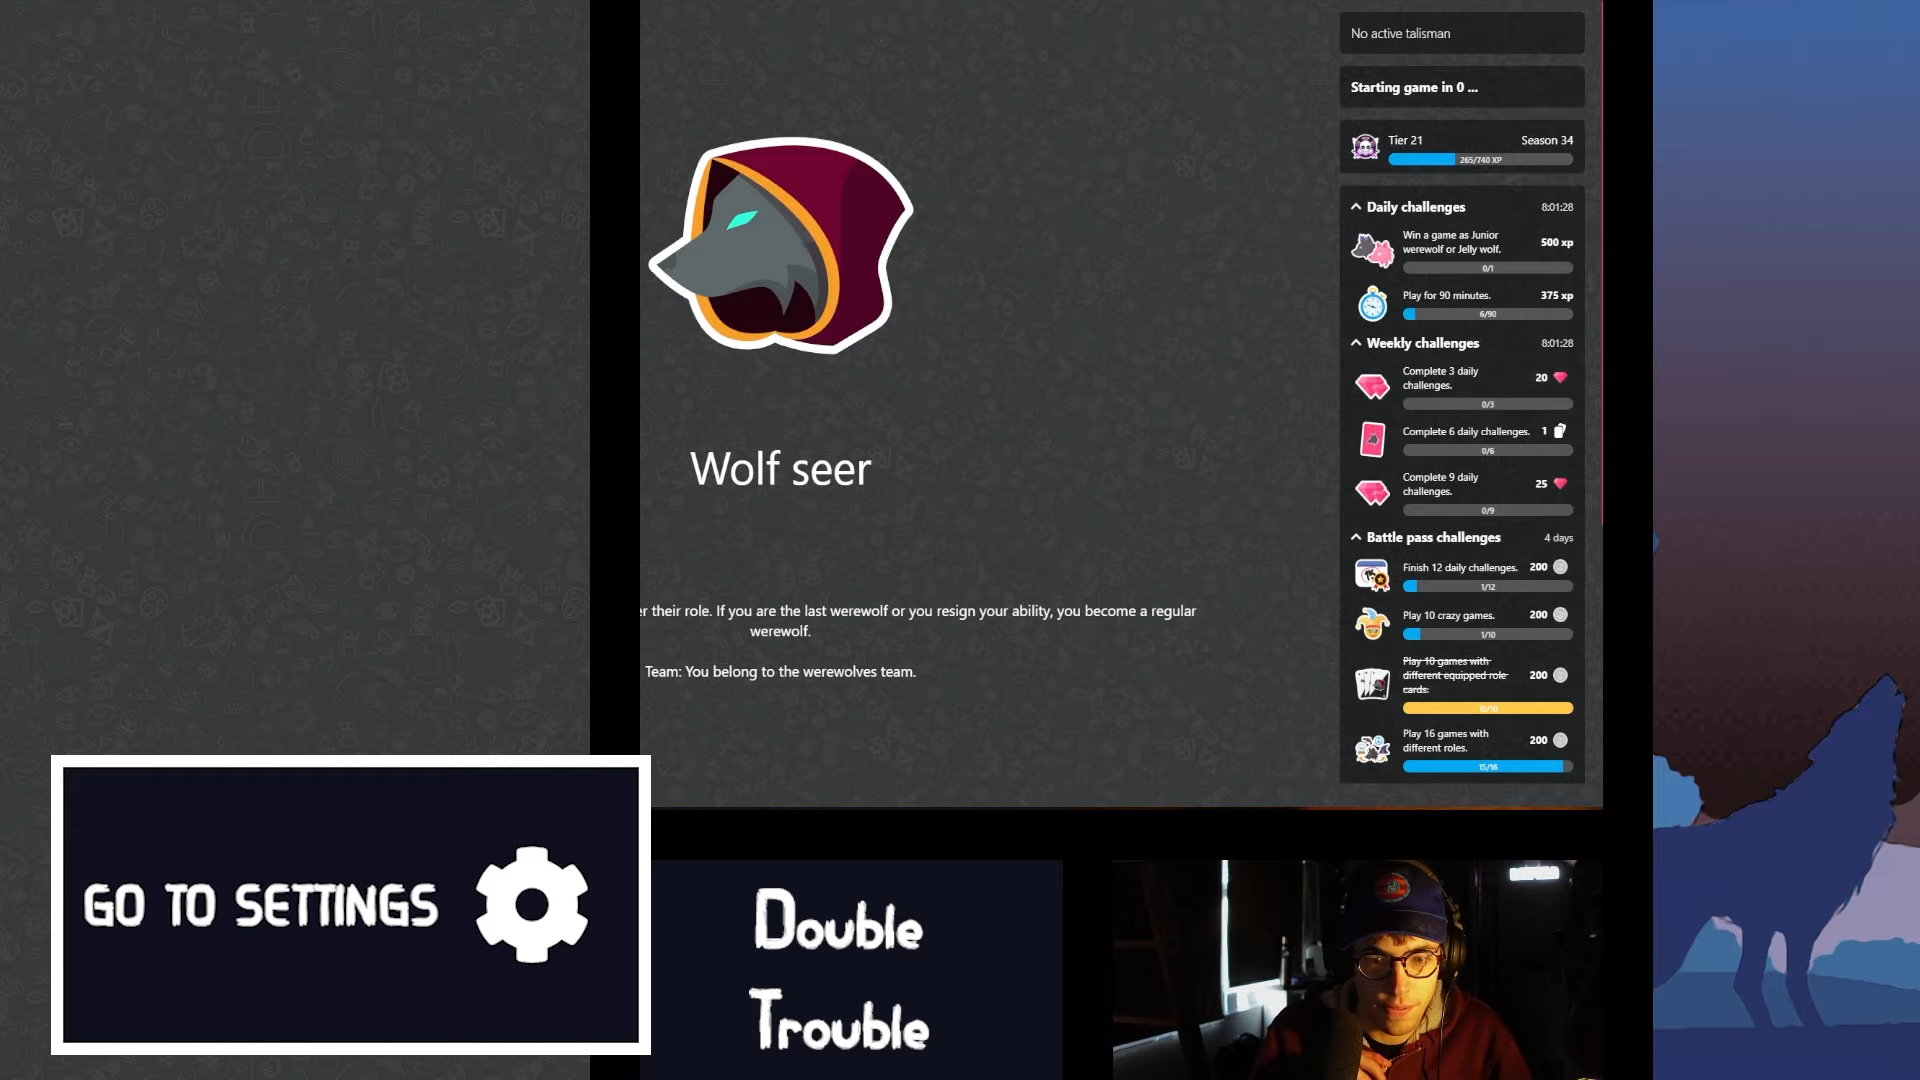 No active talisman
Starting game in 0 ...
Tier 21 Season 34
265/740 XP
Daily challenges 8:01:28
Win a game as Junior
werewolf or Jelly wolf. 500 xp
0/1
Play for 90 minutes. 375 xp
6/90
Weekly challenges 8:01:28
Complete 3 daily
challenges. 20
0/3
Complete 6 daily challenges. 1
0/6
Complete 9 daily
challenges. 25
0/9
Battle pass challenges 4 days
Finish 12 daily challenges. 200
1/12
Play 10 crazy games. 200
1/10
Play 10 games with
different equipped role
cards. 200
10/10
Play 16 games with
different roles. 200
15/16
Wolf seer
er their role. If you are the last werewolf or you resign your ability, you become a regular
werewolf.
Team: You belong to the werewolves team.
GO TO SETTINGS
Double
Trouble